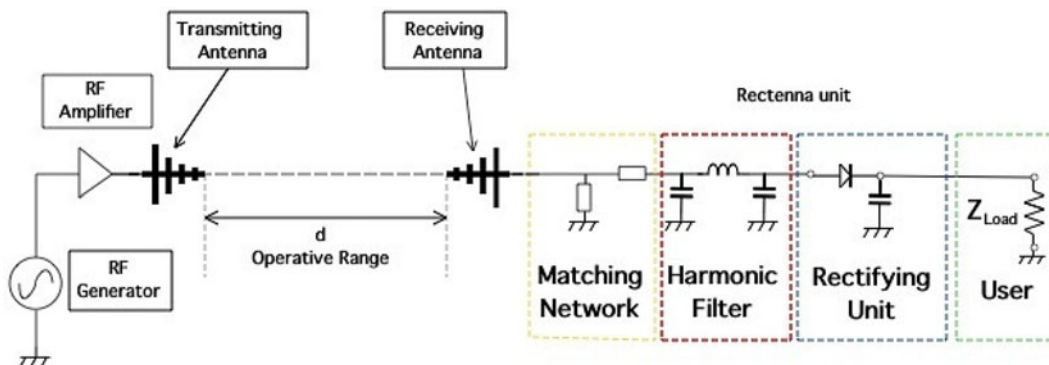 Transmitting
Antenna
Receiving
Antenna
RF
Amplifier
Rectenna unit
d
Operative Range
RF
Generator
Matching
Network
Harmonic
Filter
Rectifying
Unit
Z_Load
User